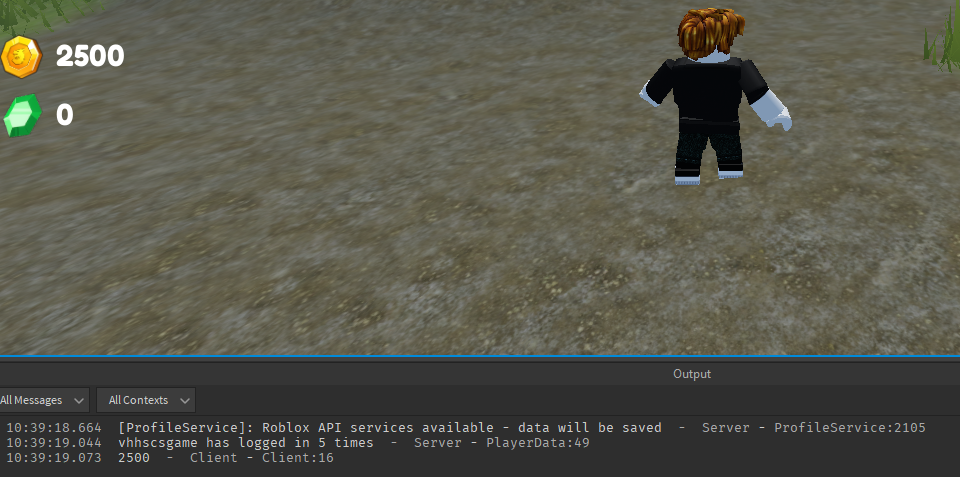 2500
0
Output
All Messages All Contexts
10:39:18.664 [ProfileService]: Roblox API services available - data will be saved - Server - ProfileService:2105
10:39:19.044 vhhscsgame has logged in 5 times - Server - PlayerData:49
10:39:19.073 2500 - Client - Client:16